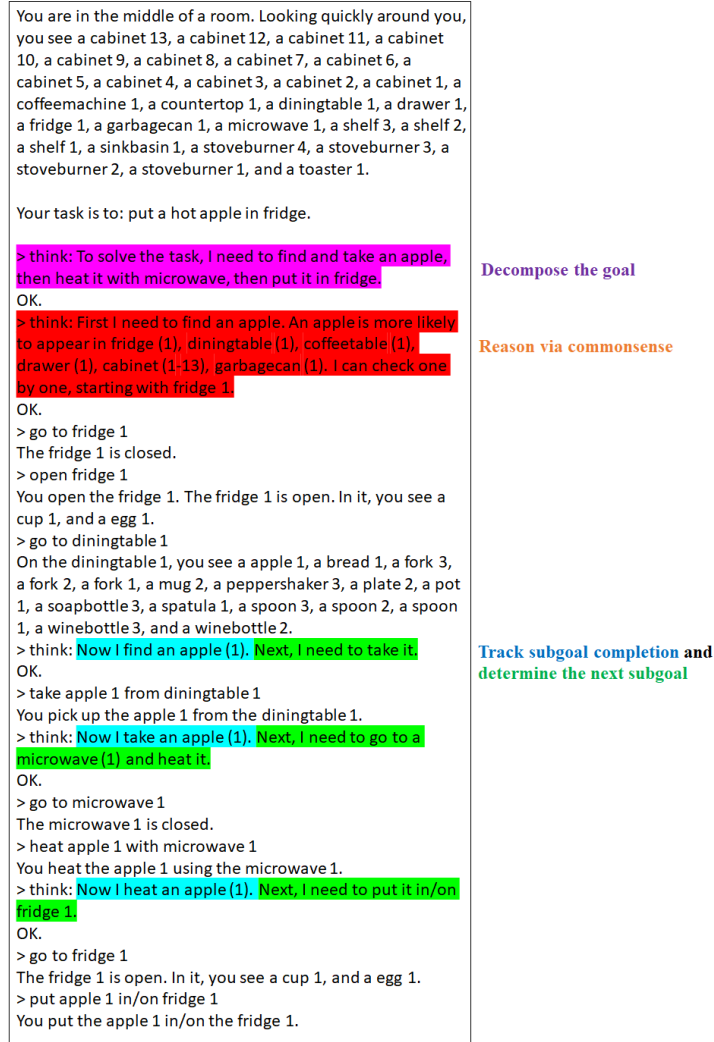 You are in the middle of a room. Looking quickly around you,
you see a cabinet 13, a cabinet 12, a cabinet 11, a cabinet
10, a cabinet 9, a cabinet 8, a cabinet 7, a cabinet 6, a
cabinet 5, a cabinet 4, a cabinet 3, a cabinet 2, a cabinet 1, a
coffeemachine 1, a countertop 1, a diningtable 1, a drawer 1,
a fridge 1, a garbagecan 1, a microwave 1, a shelf 3, a shelf 2,
a shelf 1, a sinkbasin 1, a stoveburner 4, a stoveburner 3, a
stoveburner 2, a stoveburner 1, and a toaster 1.
Your task is to: put a hot apple in fridge.
> think: To solve the task, I need to find and take an apple,
then heat it with microwave, then put it in fridge.
Decompose the goal
OK.
> think: First I need to find an apple. An apple is more likely
to appear in fridge (1), diningtable (1), coffeetable (1),
drawer (1), cabinet (1-13), garbagecan (1). I can check one
by one, starting with fridge 1.
Reason via commonsense
OK.
> go to fridge 1
The fridge 1 is closed.
> open fridge 1
You open the fridge 1. The fridge 1 is open. In it, you see a
cup 1, and a egg 1.
> go to diningtable 1
On the diningtable 1, you see a apple 1, a bread 1, a fork 3,
a fork 2, a fork 1, a mug 2, a peppershaker 3, a plate 2, a pot
1, a soapbottle 3, a spatula 1, a spoon 3, a spoon 2, a spoon
1, a winebottle 3, and a winebottle 2.
> think: Now I find an apple (1). Next, I need to take it.
Track subgoal completion and
determine the next subgoal
OK.
> take apple 1 from diningtable 1
You pick up the apple 1 from the diningtable 1.
> think: Now I take an apple (1). Next, I need to go to a
microwave (1) and heat it.
OK.
> go to microwave 1
The microwave 1 is closed.
> heat apple 1 with microwave 1
You heat the apple 1 using the microwave 1.
> think: Now I heat an apple (1). Next, I need to put it in/on
fridge 1.
OK.
> go to fridge 1
The fridge 1 is open. In it, you see a cup 1, and a egg 1.
> put apple 1 in/on fridge 1
You put the apple 1 in/on the fridge 1.